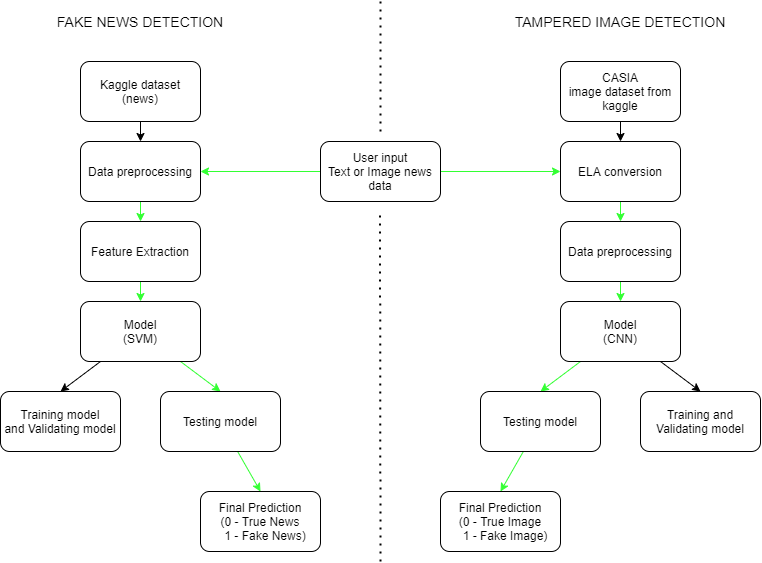 FAKE NEWS DETECTION
TAMPERED IMAGE DETECTION
Kaggle dataset
(news)
CASIA
image dataset from
kaggle
Data preprocessing
User input
Text or Image news
data
ELA conversion
Feature Extraction
Data preprocessing
Model
(SVM)
Model
(CNN)
Training model
and Validating model
Testing model
Testing model
Training and
Validating model
Final Prediction
(0 - True News
1 - Fake News)
Final Prediction
(0 - True Image
1 - Fake Image)